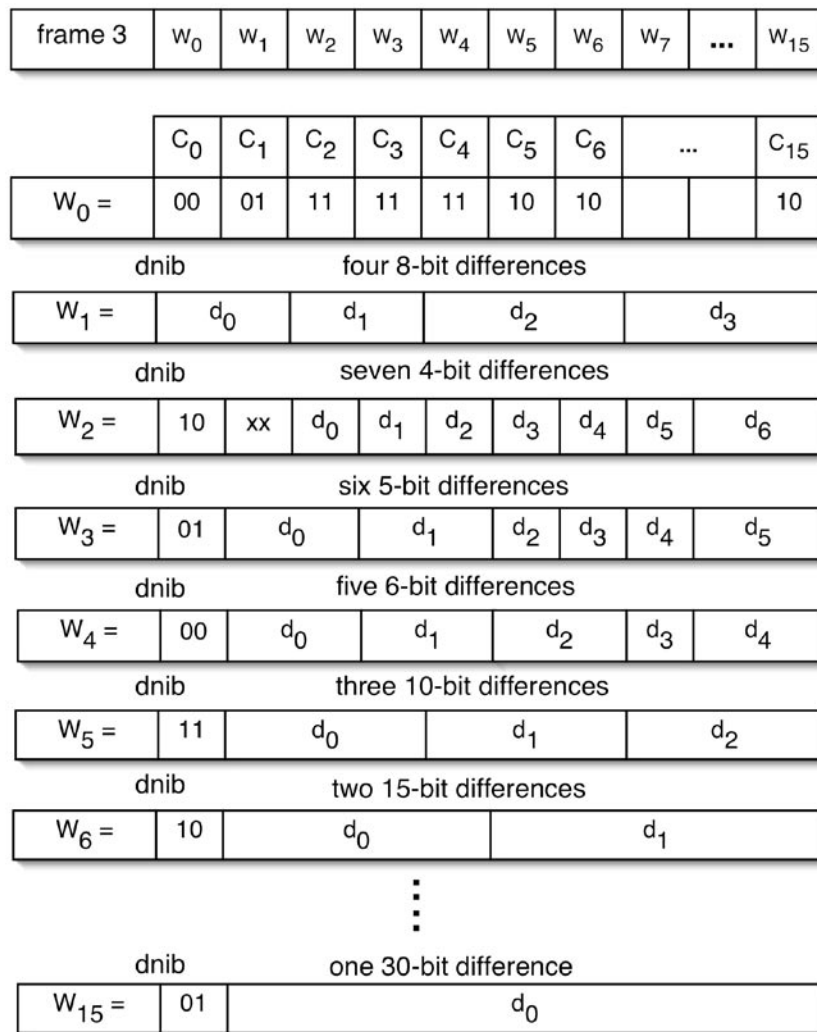 frame 3 w₀ w₁ w₂ w₃ w₄ w₅ w₆ w₇ ... w₁₅
C₀ C₁ C₂ C₃ C₄ C₅ C₆ ... C₁₅
W₀ = 00 01 11 11 11 10 10 10
dnib four 8-bit differences
W₁ = d₀ d₁ d₂ d₃
dnib seven 4-bit differences
W₂ = 10 xx d₀ d₁ d₂ d₃ d₄ d₅ d₆
dnib six 5-bit differences
W₃ = 01 d₀ d₁ d₂ d₃ d₄ d₅
dnib five 6-bit differences
W₄ = 00 d₀ d₁ d₂ d₃ d₄
dnib three 10-bit differences
W₅ = 11 d₀ d₁ d₂
dnib two 15-bit differences
W₆ = 10 d₀ d₁
dnib one 30-bit difference
W₁₅ = 01 d₀